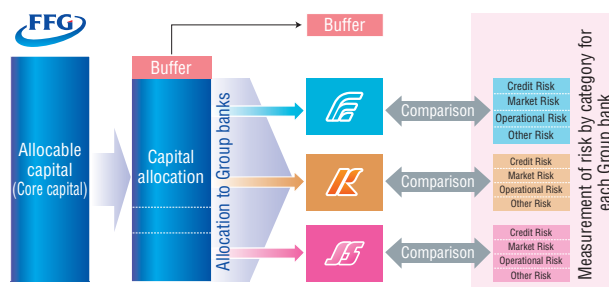 FFG
Allocable
capital
(Core capital)
Buffer
Capital
allocation
Allocation to Group banks
Buffer
Comparison
Credit Risk
Market Risk
Operational Risk
Other Risk
Comparison
Credit Risk
Market Risk
Operational Risk
Other Risk
Comparison
Credit Risk
Market Risk
Operational Risk
Other Risk
Measurement of risk by category for
each Group bank